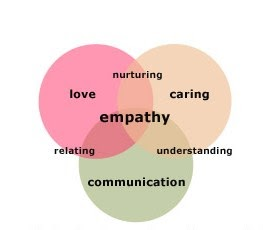 nurturing
love
caring
empathy
relating
understanding
communication